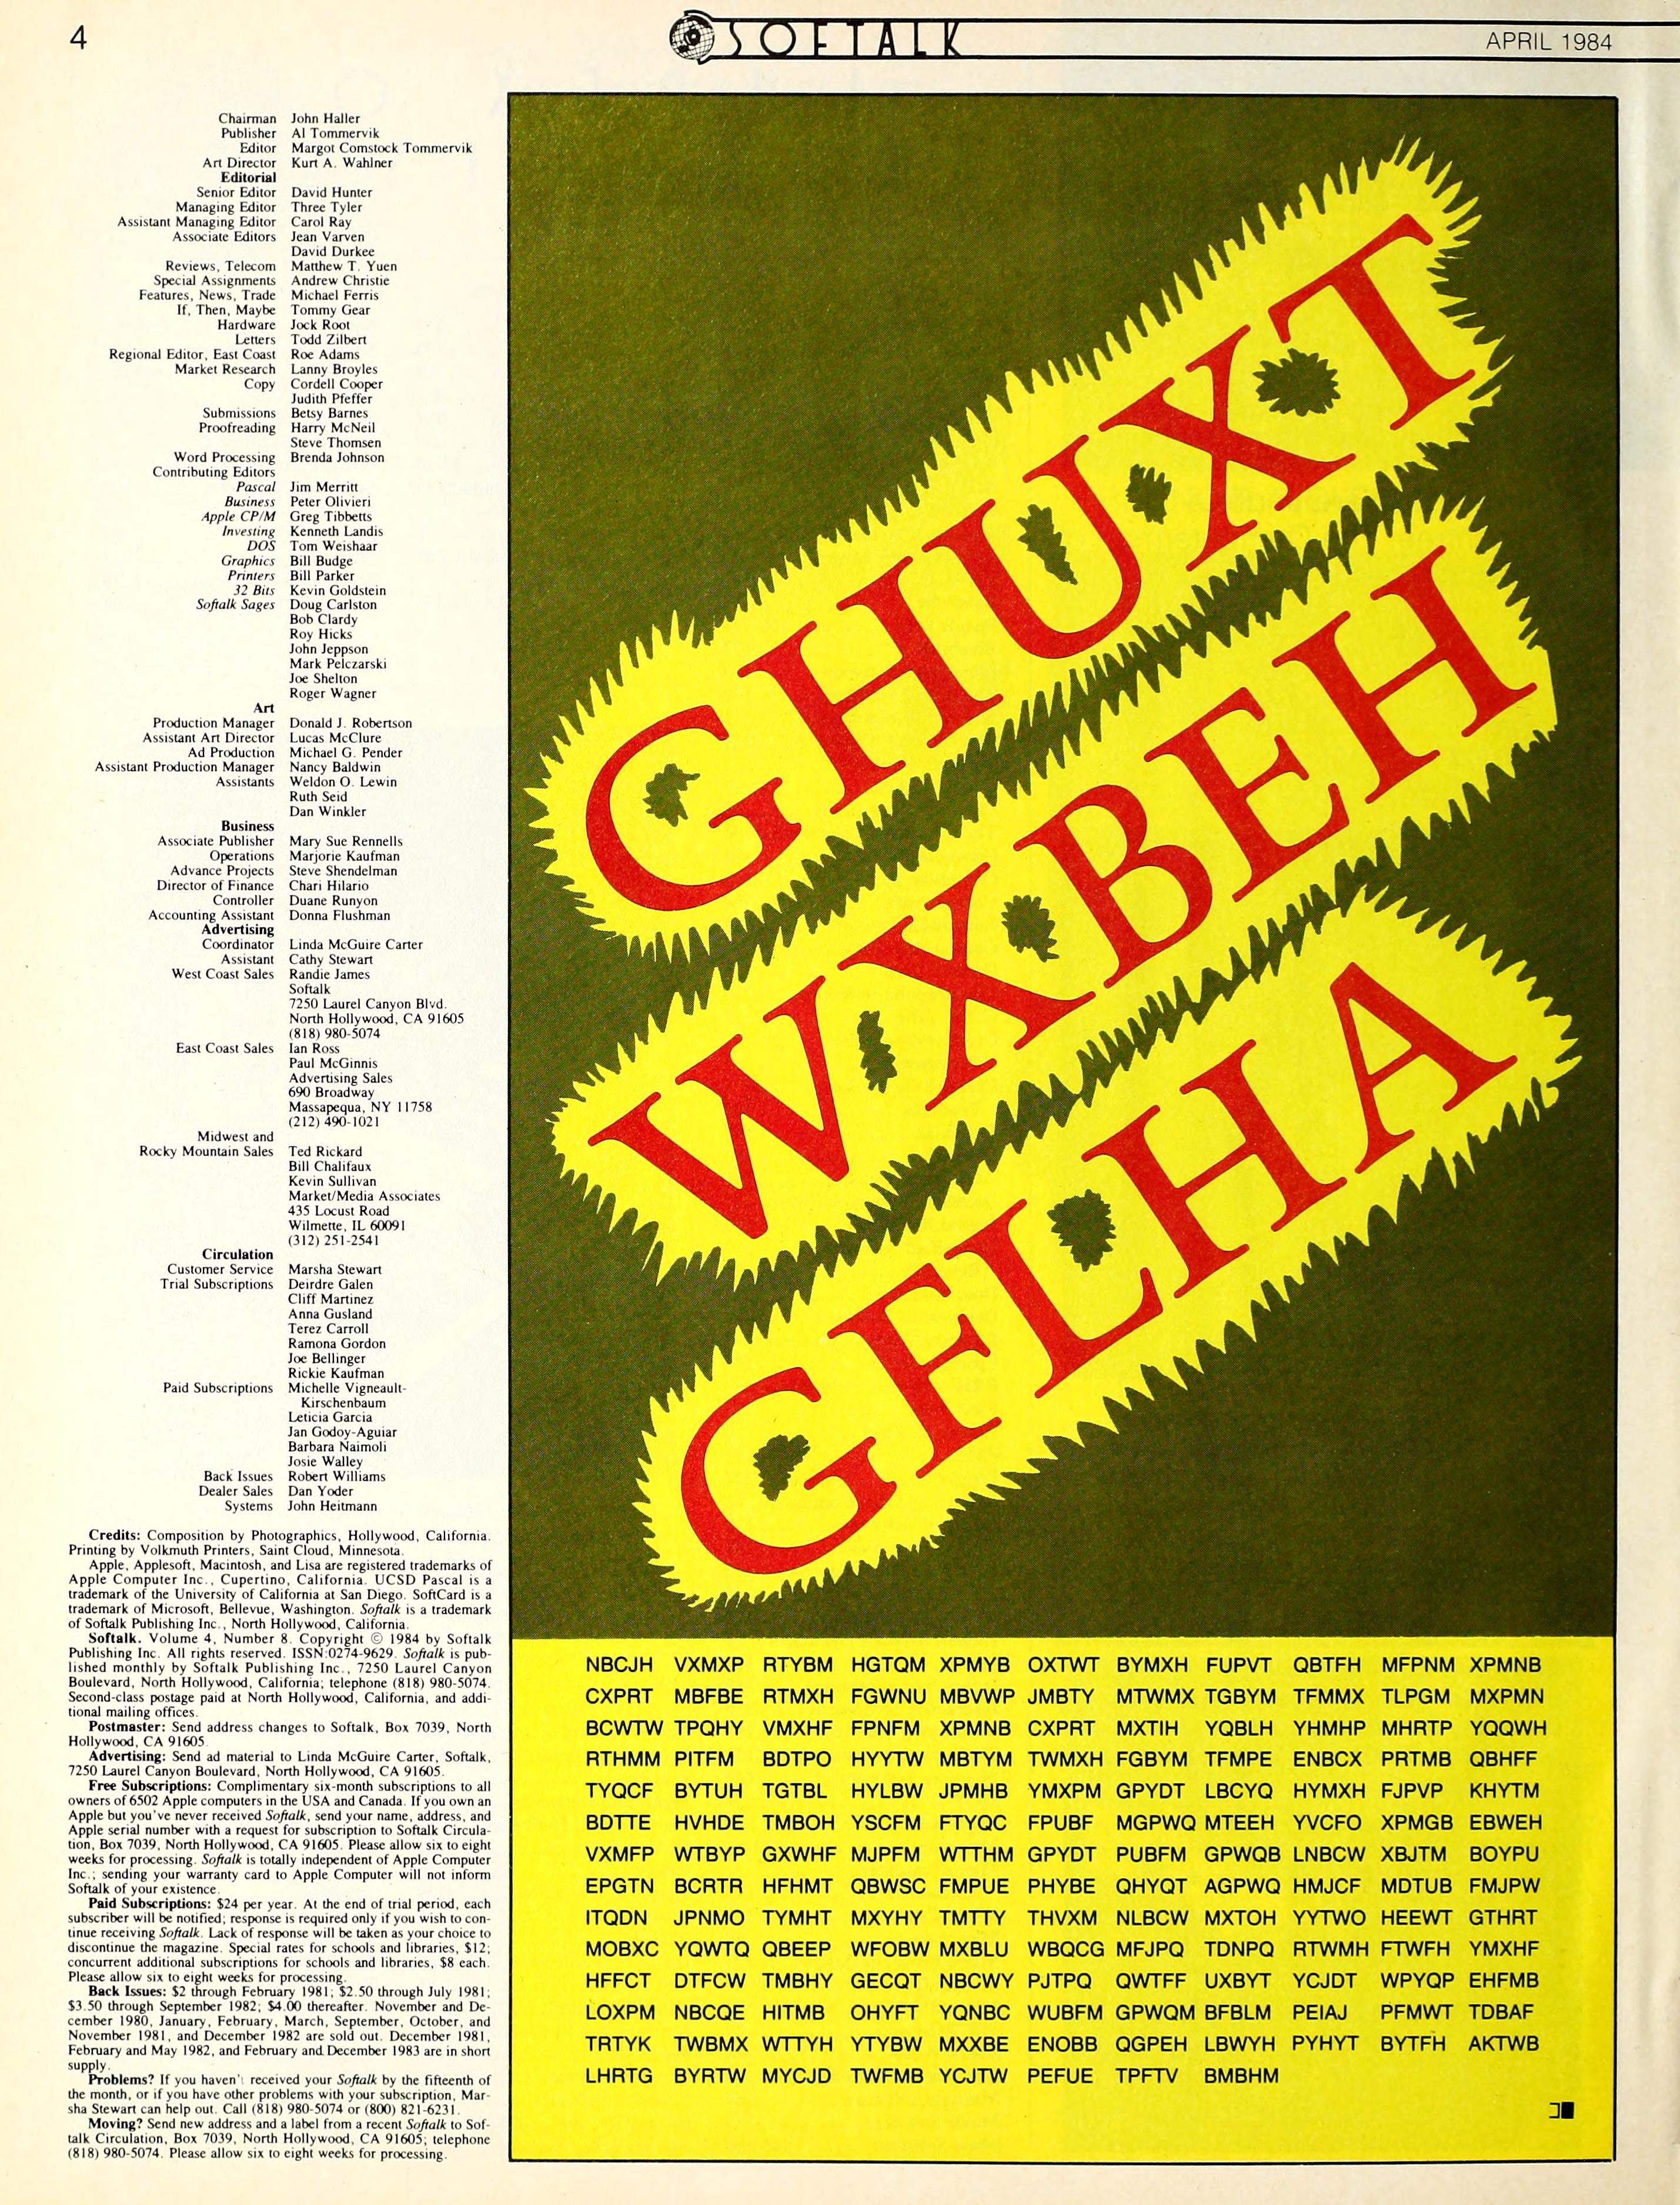 4
SOFTALK
APRIL 1984
Chairman John Haller
Publisher Al Tommervik
Editor Margot Comstock Tommervik
Art Director Kurt A. Wahlner
Editorial
Senior Editor David Hunter
Managing Editor Three Tyler
Assistant Managing Editor Carol Ray
Associate Editors Jean Varven
David Durkee
Reviews, Telecom Matthew T. Yuen
Special Assignments Andrew Christie
Features, News, Trade Michael Ferris
If, Then, Maybe Tommy Gear
Hardware Jock Root
Letters Todd Zilbert
Regional Editor, East Coast Roe Adams
Market Research Lanny Broyles
Copy Cordell Cooper
Judith Pfeffer
Submissions Betsy Barnes
Proofreading Harry McNeil
Steve Thomsen
Word Processing Brenda Johnson
Contributing Editors
Pascal Jim Merritt
Business Peter Olivieri
Apple CP/M Greg Tibbetts
Investing Kenneth Landis
DOS Tom Weishaar
Graphics Bill Budge
Printers Bill Parker
32 Bits Kevin Goldstein
Softalk Sages Doug Carlston
Bob Clardy
Roy Hicks
John Jeppson
Mark Pelczarski
Joe Shelton
Roger Wagner
Art
Production Manager Donald J. Robertson
Assistant Art Director Lucas McClure
Ad Production Michael G. Pender
Assistant Production Manager Nancy Baldwin
Assistants Weldon O. Lewin
Ruth Seid
Dan Winkler
Business
Associate Publisher Mary Sue Rennells
Operations Marjorie Kaufman
Advance Projects Steve Shendelman
Director of Finance Chari Hilario
Controller Duane Runyon
Accounting Assistant Donna Flushman
Advertising
Coordinator Linda McGuire Carter
Assistant Cathy Stewart
West Coast Sales Randie James
Softalk
7250 Laurel Canyon Blvd.
North Hollywood, CA 91605
(818) 980-5074
East Coast Sales Ian Ross
Paul McGinnis
Advertising Sales
690 Broadway
Massapequa, NY 11758
(212) 490-1021
Midwest and
Rocky Mountain Sales Ted Rickard
Bill Chalifaux
Kevin Sullivan
Market/Media Associates
435 Locust Road
Wilmette, IL 60091
(312) 251-2541
Circulation
Customer Service Marsha Stewart
Trial Subscriptions Deirdre Galen
Cliff Martinez
Anna Gusland
Terez Carroll
Ramona Gordon
Joe Bellinger
Rickie Kaufman
Paid Subscriptions Michelle Vigneault-
Kirschenbaum
Leticia Garcia
Jan Godoy-Aguiar
Barbara Naimoli
Josie Walley
Back Issues Robert Williams
Dealer Sales Dan Yoder
Systems John Heitmann
Credits: Composition by Photographics, Hollywood, California.
Printing by Volkmuth Printers, Saint Cloud, Minnesota.
Apple, Applesoft, Macintosh, and Lisa are registered trademarks of
Apple Computer Inc., Cupertino, California. UCSD Pascal is a
trademark of the University of California at San Diego. SoftCard is a
trademark of Microsoft, Bellevue, Washington. Softalk is a trademark
of Softalk Publishing Inc., North Hollywood, California.
Softalk. Volume 4, Number 8. Copyright © 1984 by Softalk
Publishing Inc. All rights reserved. ISSN:0274-9629. Softalk is pub-
lished monthly by Softalk Publishing Inc., 7250 Laurel Canyon
Boulevard, North Hollywood, California; telephone (818) 980-5074.
Second-class postage paid at North Hollywood, California, and addi-
tional mailing offices.
Postmaster: Send address changes to Softalk, Box 7039, North
Hollywood, CA 91605.
Advertising: Send ad material to Linda McGuire Carter, Softalk,
7250 Laurel Canyon Boulevard, North Hollywood, CA 91605.
Free Subscriptions: Complimentary six-month subscriptions to all
owners of 6502 Apple computers in the USA and Canada. If you own an
Apple but you've never received Softalk, send your name, address, and
Apple serial number with a request for subscription to Softalk Circula-
tion, Box 7039, North Hollywood, CA 91605. Please allow six to eight
weeks for processing. Softalk is totally independent of Apple Computer
Inc.; sending your warranty card to Apple Computer will not inform
Softalk of your existence.
Paid Subscriptions: $24 per year. At the end of trial period, each
subscriber will be notified; response is required only if you wish to con-
tinue receiving Softalk. Lack of response will be taken as your choice to
discontinue the magazine. Special rates for schools and libraries, $12;
concurrent additional subscriptions for schools and libraries, $8 each.
Please allow six to eight weeks for processing.
Back Issues: $2 through February 1981; $2.50 through July 1981;
$3.50 through September 1982; $4.00 thereafter. November and De-
cember 1980, January, February, March, September, October, and
November 1981, and December 1982 are sold out. December 1981,
February and May 1982, and February and December 1983 are in short
supply.
Problems? If you haven't received your Softalk by the fifteenth of
the month, or if you have other problems with your subscription, Mar-
sha Stewart can help out. Call (818) 980-5074 or (800) 821-6231.
Moving? Send new address and a label from a recent Softalk to Sof-
talk Circulation, Box 7039, North Hollywood, CA 91605; telephone
(818) 980-5074. Please allow six to eight weeks for processing.
GHUXT
WXBEH
GFLHA
NBCJH VXMXP RTYBM HGTQM XPMYB OXTWT BYMXH FUPVT QBTFH MFPNM XPMNB
CXPRT MBFBE RTMXH FGWNU MBVWP JMBTY MTWMX TGBYM TFMMX TLPGM MXPMN
BCWTW TPQHY VMXHF FPNFM XPMNB CXPRT MXTIH YQBLH YHMHP MHRTP YQQWH
RTHMM PITFM BDTPO HYYTW MBTYM TWMXH FGBYM TFMPE ENBCX PRTMB QBHFF
TYQCF BYTUH TGTBL HYLBW JPMHB YMXPM GPYDT LBCYQ HYMXH FJPVP KHYTM
BDTTE HVHDE TMBOH YSCFM FTYQC FPUBF MGPWQ MTEEH YVCFO XPMGB EBWEH
VXMFP WTBYP GXWHF MJPFM WTTHM GPYDT PUBFM GPWQB LNBCW XBJTM BOYPU
EPGTN BCRTR HFHMT QBWSC FMPUE PHYBE QHYQT AGPWQ HMJCF MDTUB FMJPW
ITQDN JPNMO TYMHT MXYHY TMTTY THVXM NLBCW MXTOH YYTWO HEEWT GTHRT
MOBXC YQWTQ QBEEP WFOBW MXBLU WBQCG MFJPQ TDNPQ RTWMH FTWFH YMXHF
HFFCT DTFCW TMBHY GECQT NBCWY PJTPQ QWTFF UXBYT YCJDT WPYQP EHFMB
LOXPM NBCQE HITMB OHYFT YQNBC WUBFM GPWQM BFBLM PEIAJ PFMWT TDBAF
TRTYK TWBMX WTTYH YTYBW MXXBE ENOBB QGPEH LBWYH PYHYT BYTFH AKTWB
LHRTG BYRTW MYCJD TWFMB YCJTW PEFUE TPFTV BMBHM